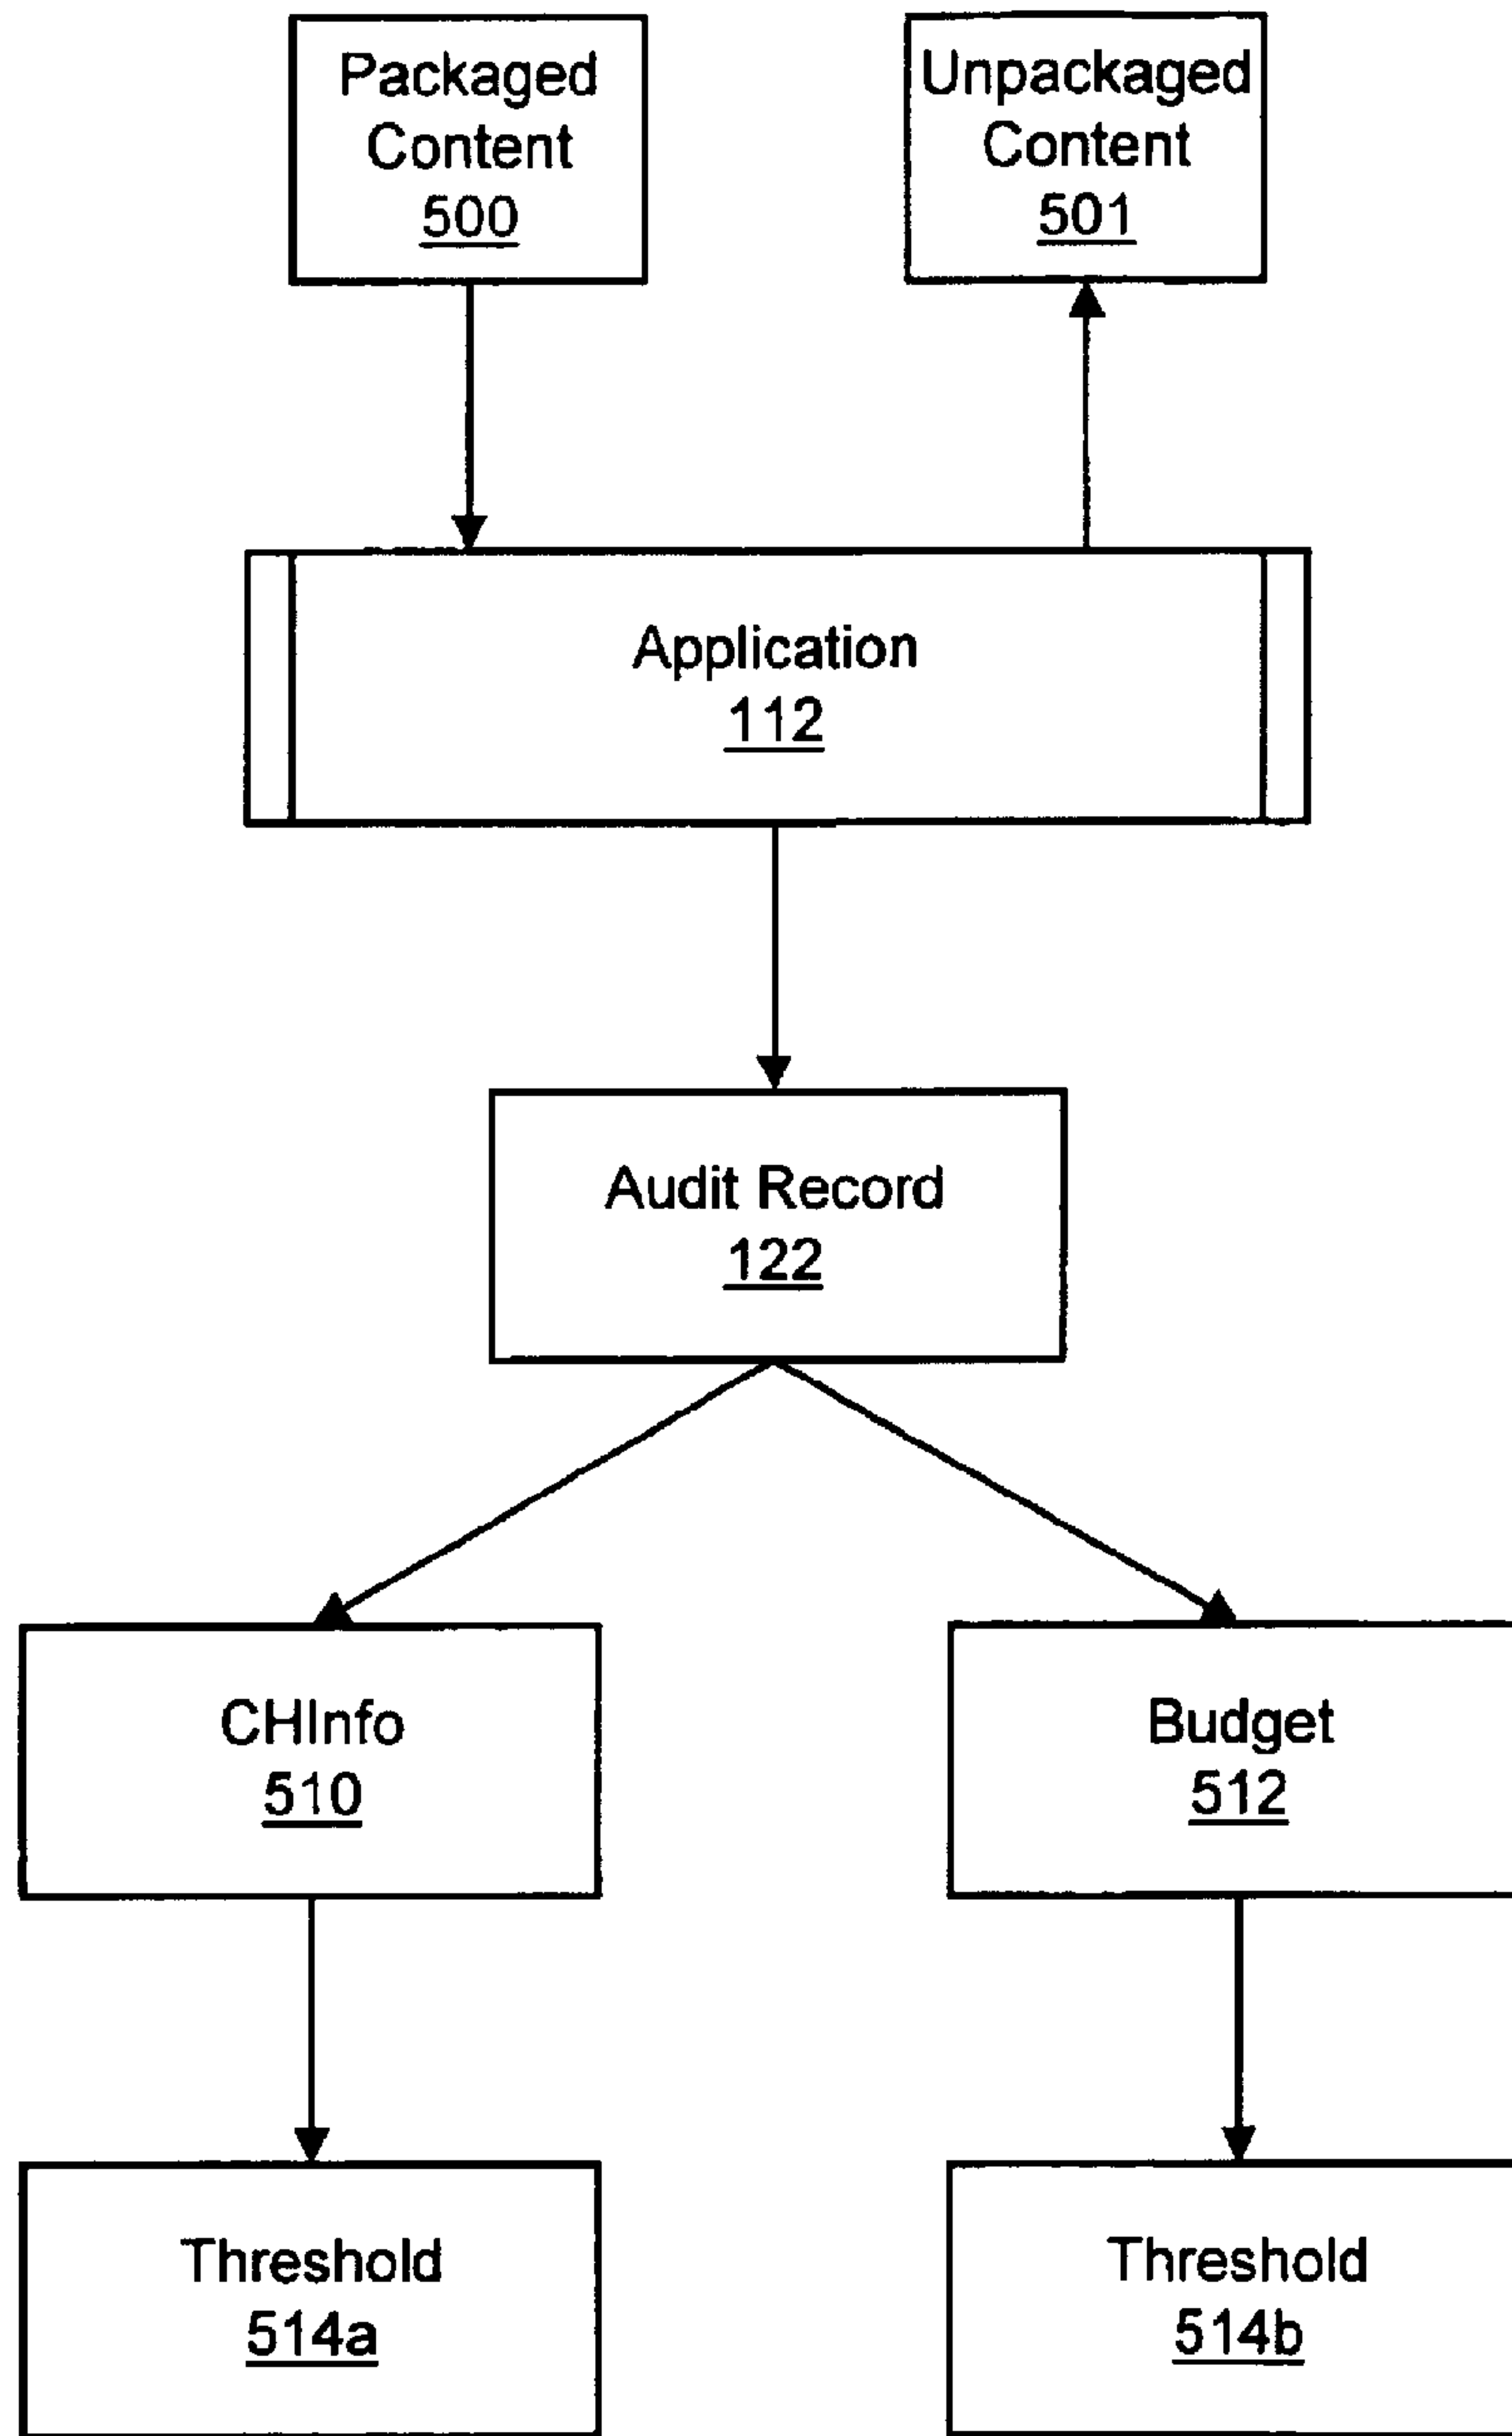 Packaged
Content
500
Unpackaged
Content
501
Application
112
Audit Record
122
CHInfo
510
Budget
512
Threshold
514a
Threshold
514b